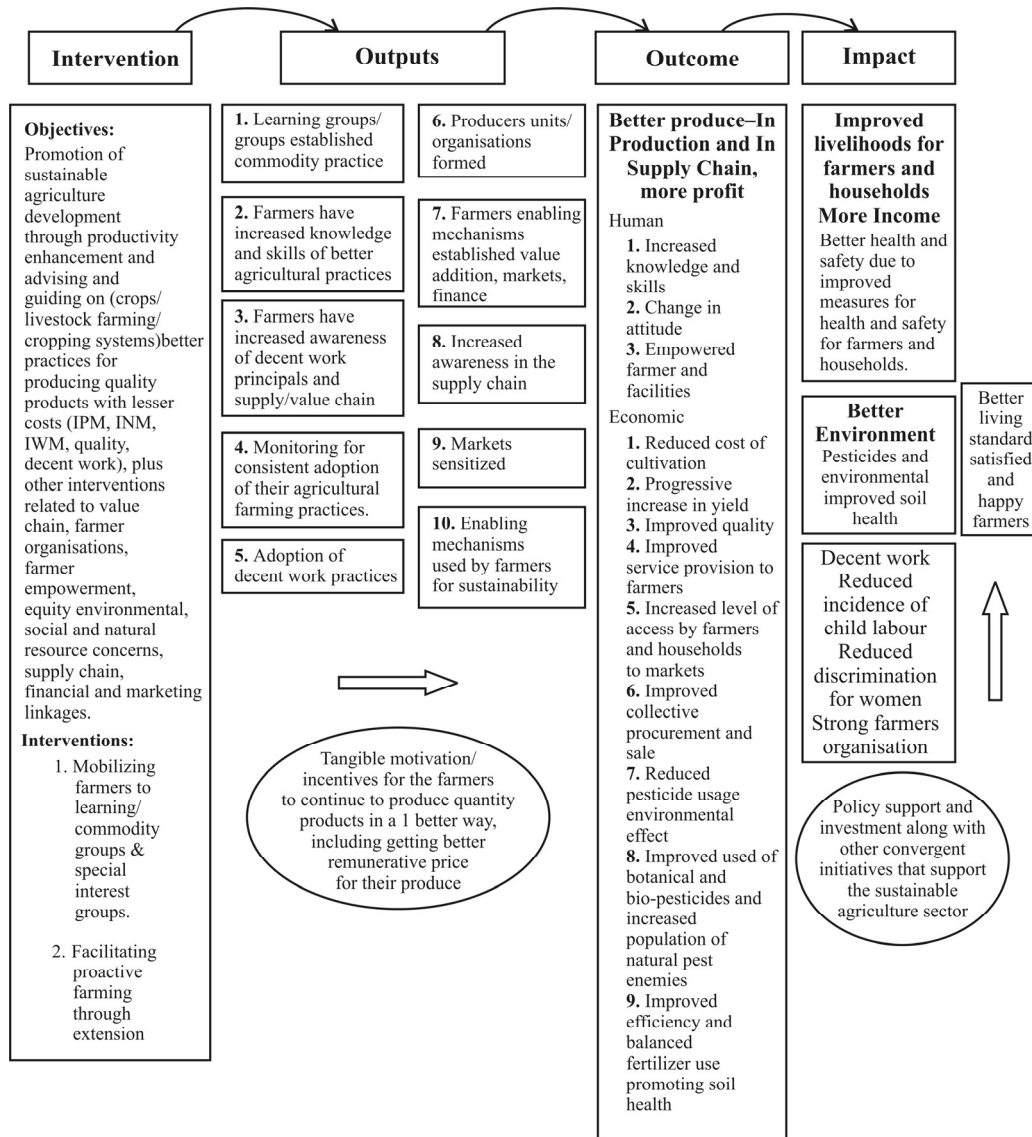 Intervention
Outputs
Outcome
Impact
Objectives:
Promotion of
sustainable
agriculture
development
through productivity
enhancement and
advising and
guiding on (crops/
livestock farming/
cropping systems)better
practices for
producing quality
products with lesser
costs (IPM, INM,
IWM, quality,
decent work), plus
other interventions
related to value
chain, farmer
organisations,
farmer
empowerment,
equity environmental,
social and natural
resource concerns,
supply chain,
financial and marketing
linkages.
Interventions:
1. Mobilizing
farmers to
learning/
commodity
groups &
special
interest
groups.
2. Facilitating
proactive
farming
through
extension
1. Learning groups/
groups established
commodity practice
2. Farmers have
increased knowledge
and skills of better
agricultural practices
3. Farmers have
increased awareness
of decent work
principals and
supply/value chain
4. Monitoring for
consistent adoption
of their agricultural
farming practices.
5. Adoption of
decent work practices
6. Producers units/
organisations
formed
7. Farmers enabling
mechanisms
established value
addition, markets,
finance
8. Increased
awareness in the
supply chain
9. Markets
sensitized
10. Enabling
mechanisms
used by farmers
for sustainability
Tangible motivation/
incentives for the farmers
to continue to produce quantity
products in a 1 better way,
including getting better
remunerative price
for their produce
Better produce–In
Production and In
Supply Chain,
more profit
Human
1. Increased
knowledge and
skills
2. Change in
attitude
3. Empowered
farmer and
facilities
Economic
1. Reduced cost of
cultivation
2. Progressive
increase in yield
3. Improved quality
4. Improved
service provision to
farmers
5. Increased level of
access by farmers
and households
to markets
6. Improved
collective
procurement and
sale
7. Reduced
pesticide usage
environmental
effect
8. Improved used of
botanical and
bio-pesticides and
increased
population of
natural pest
enemies
9. Improved
efficiency and
balanced
fertilizer use
promoting soil
health
Improved
livelihoods for
farmers and
households
More Income
Better health and
safety due to
improved
measures for
health and safety
for farmers and
households.
Better
Environment
Pesticides and
environmental
improved soil
health
Decent work
Reduced
incidence of
child labour
Reduced
discrimination
for women
Strong farmers
organisation
Policy support and
investment along with
other convergent
initiatives that support
the sustainable
agriculture sector
Better
living
standard
satisfied
and
happy
farmers